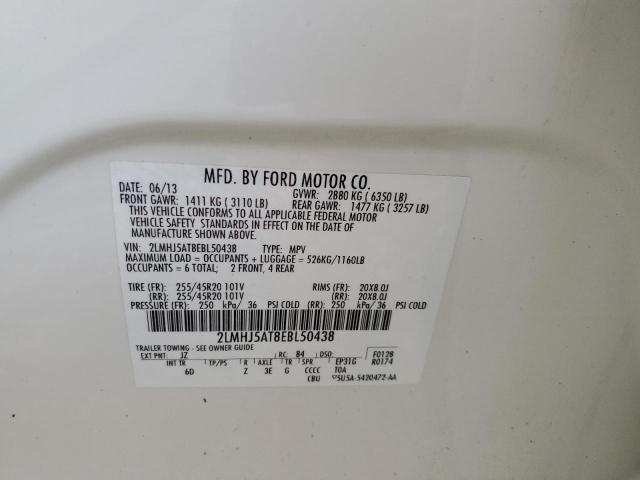 MFD. BY FORD MOTOR CO.
DATE: 06/13 GVWR: 2880 KG ( 6350 LB)
FRONT GAWR: 1411 KG ( 3110 LB) REAR GAWR: 1477 KG ( 3257 LB)
THIS VEHICLE CONFORMS TO ALL APPLICABLE FEDERAL MOTOR
VEHICLE SAFETY STANDARDS IN EFFECT ON THE DATE OF
MANUFACTURE SHOWN ABOVE.
VIN: 2LMHJ5AT8EBL50438 TYPE: MPV
MAXIMUM LOAD = OCCUPANTS + LUGGAGE = 526KG/1160LB
OCCUPANTS = 6 TOTAL; 2 FRONT, 4 REAR
TIRE (FR): 255/45R20 101V RIMS (FR): 20X8.0J
(RR): 255/45R20 101V (RR): 20X8.0J
PRESSURE (FR): 250 kPa/ 36 PSI COLD (RR): 250 kPa/ 36 PSI COLD
2LMHJ5AT8EBL50438
TRAILER TOWING - SEE OWNER GUIDE
EXT PNT: JZ RC: 84 EP31G F0128
R0174
INT TR TP/PS R AXLE TR SPR T0A
6D Z 3E G CCCC
CBU 5U5A-5420472-AA